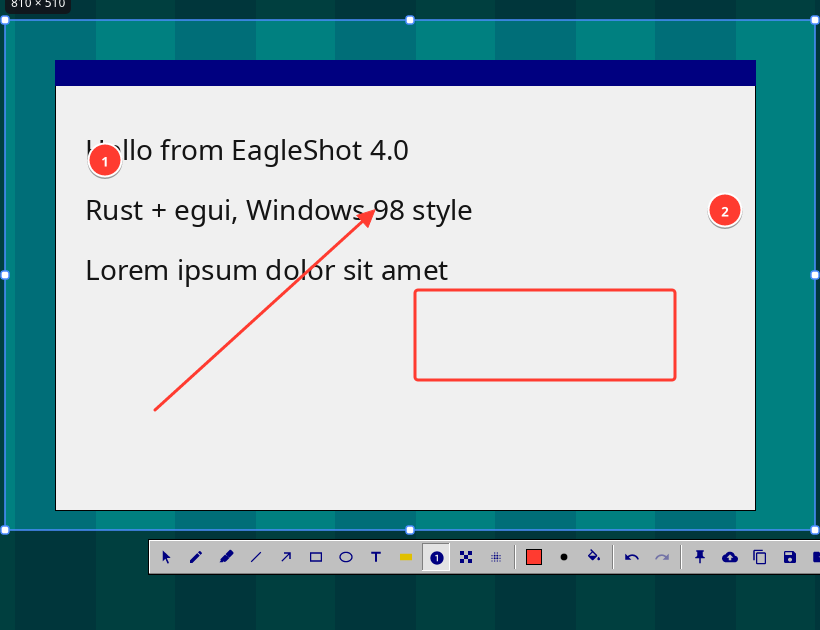 810 × 510
Hello from EagleShot 4.0
1
Rust + egui, Windows 98 style
2
Lorem ipsum dolor sit amet
T
1